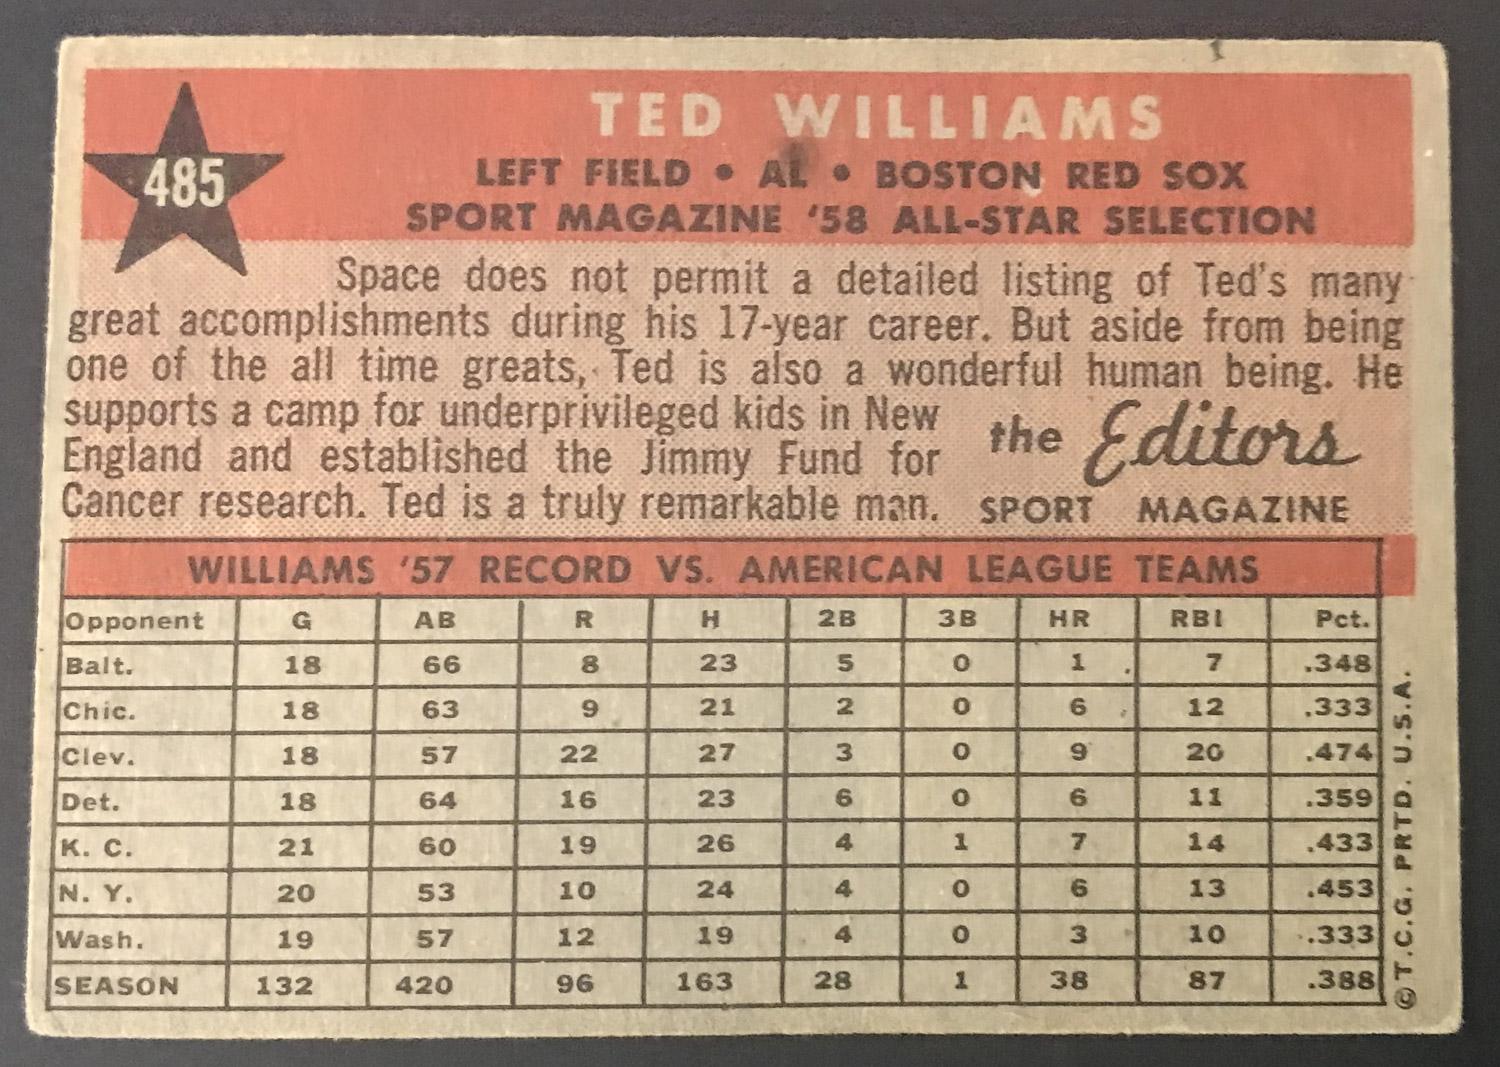 TED WILLIAMS
485
LEFT FIELD • AL • BOSTON RED SOX
SPORT MAGAZINE '58 ALL-STAR SELECTION
Space does not permit a detailed listing of Ted's many
great accomplishments during his 17-year career. But aside from being
one of the all time greats, Ted is also a wonderful human being. He
supports a camp for underprivileged kids in New
England and established the Jimmy Fund for
Cancer research. Ted is a truly remarkable man.
the Editors
SPORT MAGAZINE
WILLIAMS '57 RECORD VS. AMERICAN LEAGUE TEAMS
Opponent G AB R H 2B 3B HR RBI Pct.
Balt. 18 66 8 23 5 0 1 7 .348
Chic. 18 63 9 21 2 0 6 12 .333
Clev. 18 57 22 27 3 0 9 20 .474
Det. 18 64 16 23 6 0 6 11 .359
K. C. 21 60 19 26 4 1 7 14 .433
N. Y. 20 53 10 24 4 0 6 13 .453
Wash. 19 57 12 19 4 0 3 10 .333
SEASON 132 420 96 163 28 1 38 87 .388
© T.C.G. PRTD. U.S.A.